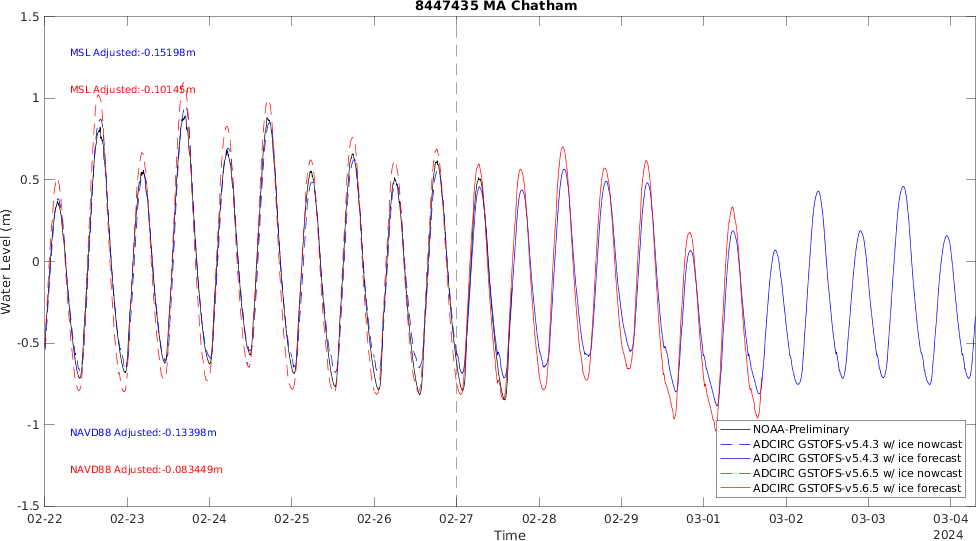 8447435 MA Chatham
1.5
1
0.5
0
-0.5
-1
-1.5
Water Level (m)
MSL Adjusted:-0.15198m
MSL Adjusted:-0.10145m
NAVD88 Adjusted:-0.13398m
NAVD88 Adjusted:-0.083449m
NOAA-Preliminary
ADCIRC GSTOFS-v5.4.3 w/ ice nowcast
ADCIRC GSTOFS-v5.4.3 w/ ice forecast
ADCIRC GSTOFS-v5.6.5 w/ ice nowcast
ADCIRC GSTOFS-v5.6.5 w/ ice forecast
02-22 02-23 02-24 02-25 02-26 02-27 02-28 02-29 03-01 03-02 03-03 03-04
Time 2024